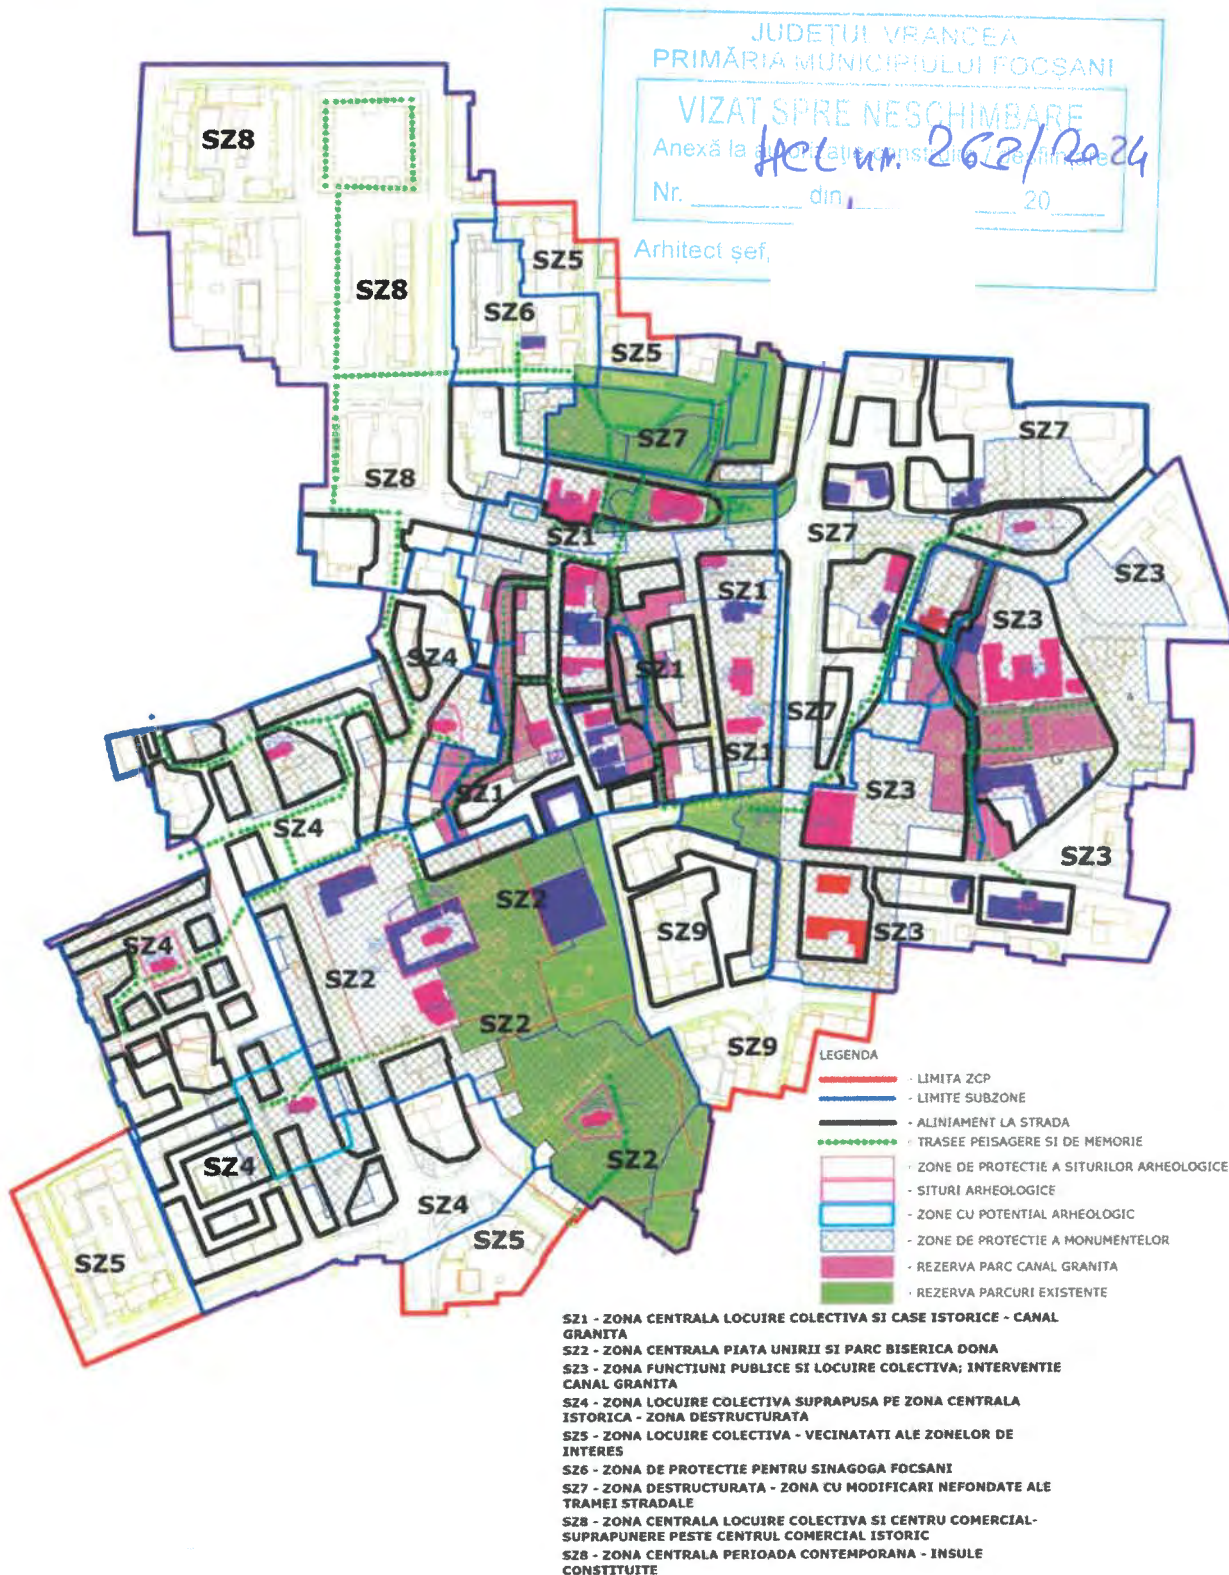 JUDEȚUL VRANCEA
PRIMĂRIA MUNICIPIULUI FOCȘANI
VIZAT SPRE NESCHIMBARE
Anexă la autorizație construire / desființare
HCL nr. 262/2024
Nr. din 20
Arhitect șef,
SZ8
SZ5
SZ8
SZ6
SZ5
SZ7
SZ7
SZ8
SZ1
SZ7
SZ3
SZ1
SZ3
SZ4
SZ1
SZ7
SZ1
SZ1
SZ3
SZ4
SZ3
SZ2
SZ4
SZ9
SZ3
SZ2
SZ2
SZ9
SZ4
SZ2
SZ4
SZ5
SZ5
LEGENDA
- LIMITA ZCP
- LIMITE SUBZONE
- ALINIAMENT LA STRADA
- TRASEE PEISAGERE SI DE MEMORIE
- ZONE DE PROTECTIE A SITURILOR ARHEOLOGICE
- SITURI ARHEOLOGICE
- ZONE CU POTENTIAL ARHEOLOGIC
- ZONE DE PROTECTIE A MONUMENTELOR
- REZERVA PARC CANAL GRANITA
- REZERVA PARCURI EXISTENTE
SZ1 - ZONA CENTRALA LOCUIRE COLECTIVA SI CASE ISTORICE - CANAL
GRANITA
SZ2 - ZONA CENTRALA PIATA UNIRII SI PARC BISERICA DONA
SZ3 - ZONA FUNCTIUNI PUBLICE SI LOCUIRE COLECTIVA; INTERVENTIE
CANAL GRANITA
SZ4 - ZONA LOCUIRE COLECTIVA SUPRAPUSA PE ZONA CENTRALA
ISTORICA - ZONA DESTRUCTURATA
SZ5 - ZONA LOCUIRE COLECTIVA - VECINATATI ALE ZONELOR DE
INTERES
SZ6 - ZONA DE PROTECTIE PENTRU SINAGOGA FOCSANI
SZ7 - ZONA DESTRUCTURATA - ZONA CU MODIFICARI NEFONDATE ALE
TRAMEI STRADALE
SZ8 - ZONA CENTRALA LOCUIRE COLECTIVA SI CENTRU COMERCIAL-
SUPRAPUNERE PESTE CENTRUL COMERCIAL ISTORIC
SZ8 - ZONA CENTRALA PERIOADA CONTEMPORANA - INSULE
CONSTITUITE